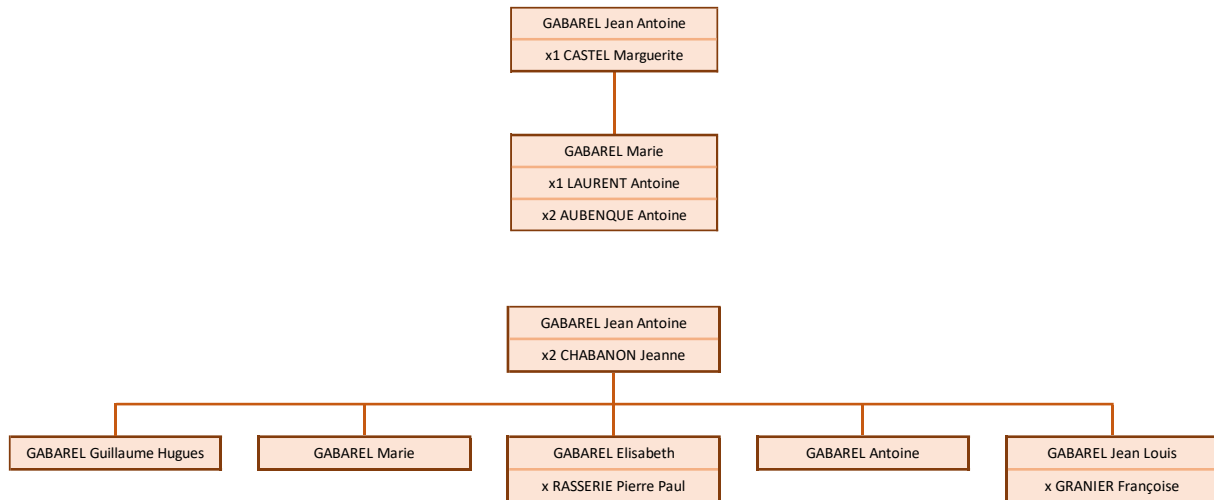 GABAREL Jean Antoine
x1 CASTEL Marguerite
GABAREL Marie
x1 LAURENT Antoine
x2 AUBENQUE Antoine
GABAREL Jean Antoine
x2 CHABANON Jeanne
GABAREL Guillaume Hugues
GABAREL Marie
GABAREL Elisabeth
x RASSERIE Pierre Paul
GABAREL Antoine
GABAREL Jean Louis
x GRANIER Françoise